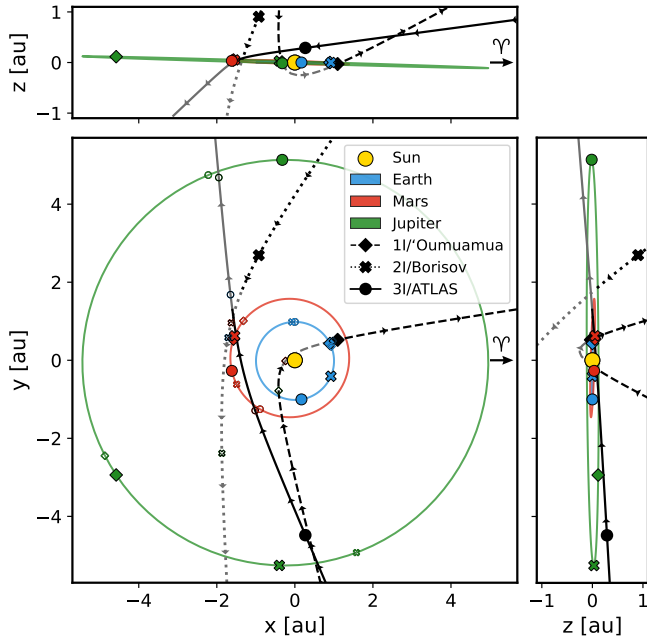 1
0
−1
z [au]
♈
Sun
Earth
Mars
Jupiter
1I/‘Oumuamua
2I/Borisov
3I/ATLAS
4
2
0
−2
−4
y [au]
♈
−4
−2
0
2
4
x [au]
−1
0
1
z [au]